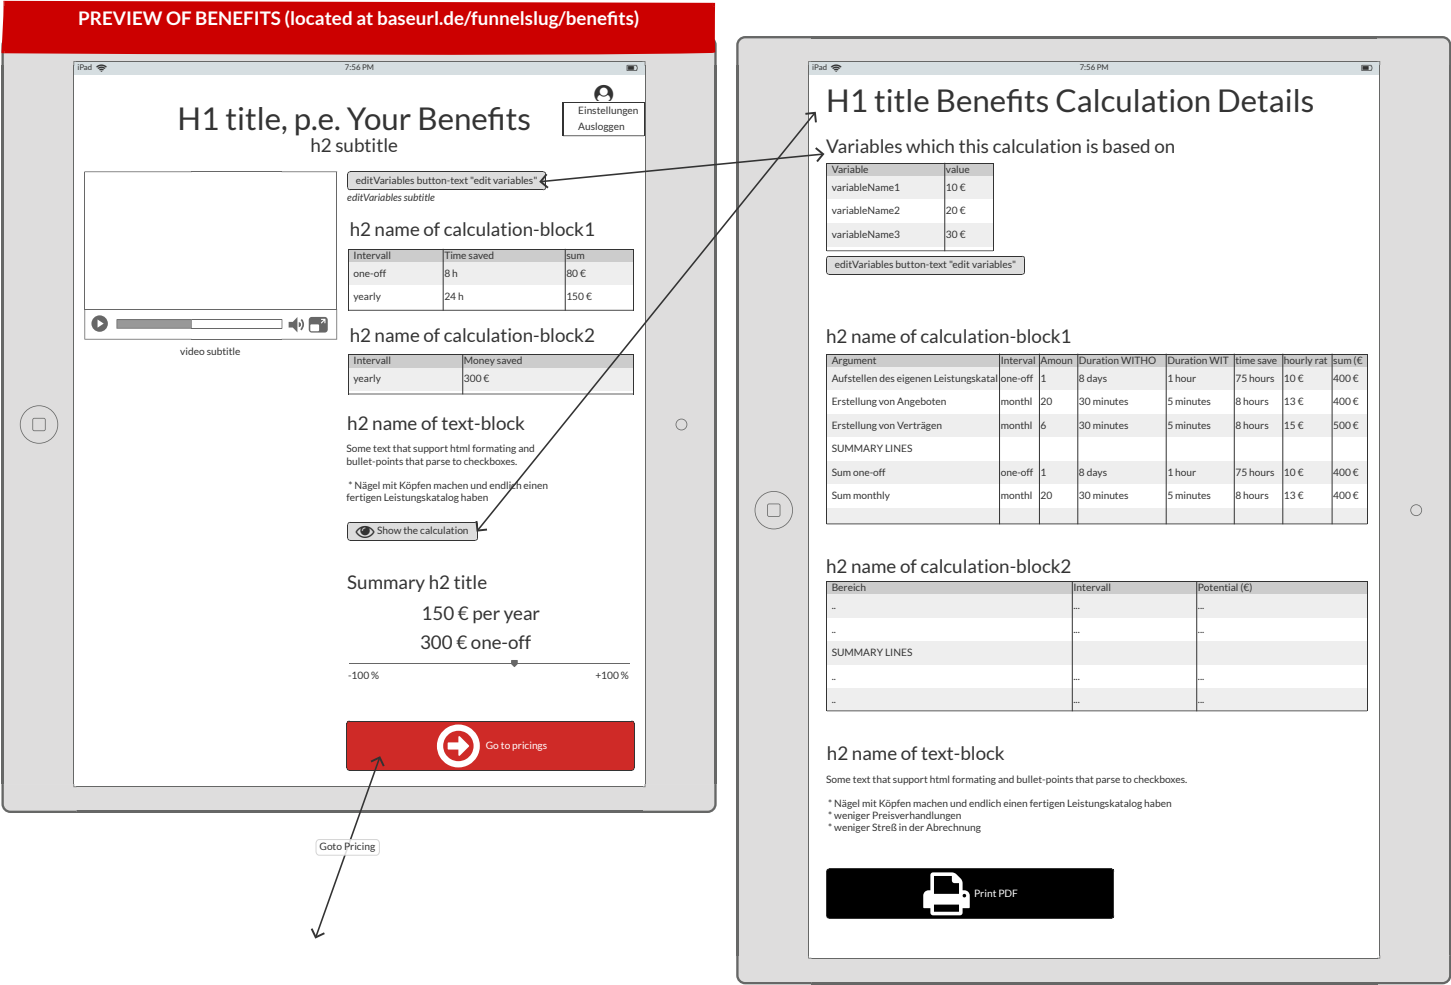 PREVIEW OF BENEFITS (located at baseurl.de/funnelslug/benefits)
iPad
7:56 PM
H1 title, p.e. Your Benefits
Einstellungen
Ausloggen
h2 subtitle
editVariables button-text "edit variables"
editVariables subtitle
video subtitle
h2 name of calculation-block1
Intervall Time saved sum
one-off 8 h 80 €
yearly 24 h 150 €
h2 name of calculation-block2
Intervall Money saved
yearly 300 €
h2 name of text-block
Some text that support html formating and
bullet-points that parse to checkboxes.
* Nägel mit Köpfen machen und endlich einen
fertigen Leistungskatalog haben
Show the calculation
Summary h2 title
150 € per year
300 € one-off
-100 % +100 %
Go to pricings
Goto Pricing
iPad
7:56 PM
H1 title Benefits Calculation Details
Variables which this calculation is based on
Variable value
variableName1 10 €
variableName2 20 €
variableName3 30 €
editVariables button-text "edit variables"
h2 name of calculation-block1
Argument Interval Amoun Duration WITHO Duration WIT time save hourly rat sum (€
Aufstellen des eigenen Leistungskatal one-off 1 8 days 1 hour 75 hours 10 € 400 €
Erstellung von Angeboten monthl 20 30 minutes 5 minutes 8 hours 13 € 400 €
Erstellung von Verträgen monthl 6 30 minutes 5 minutes 8 hours 15 € 500 €
SUMMARY LINES
Sum one-off one-off 1 8 days 1 hour 75 hours 10 € 400 €
Sum monthly monthl 20 30 minutes 5 minutes 8 hours 13 € 400 €
h2 name of calculation-block2
Bereich Intervall Potential (€)
.. ... ...
.. ... ...
SUMMARY LINES
.. ... ...
.. ... ...
h2 name of text-block
Some text that support html formating and bullet-points that parse to checkboxes.
* Nägel mit Köpfen machen und endlich einen fertigen Leistungskatalog haben
* weniger Preisverhandlungen
* weniger Streß in der Abrechnung
Print PDF